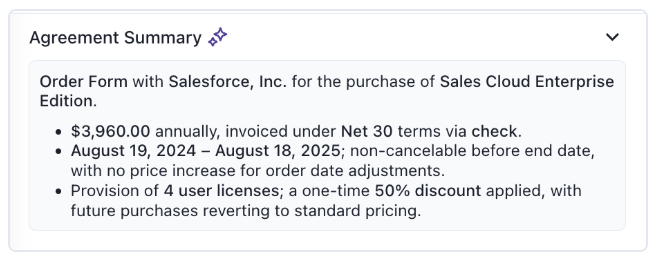 Agreement Summary
Order Form with Salesforce, Inc. for the purchase of Sales Cloud Enterprise
Edition.
• $3,960.00 annually, invoiced under Net 30 terms via check.
• August 19, 2024 – August 18, 2025; non-cancelable before end date,
with no price increase for order date adjustments.
• Provision of 4 user licenses; a one-time 50% discount applied, with
future purchases reverting to standard pricing.